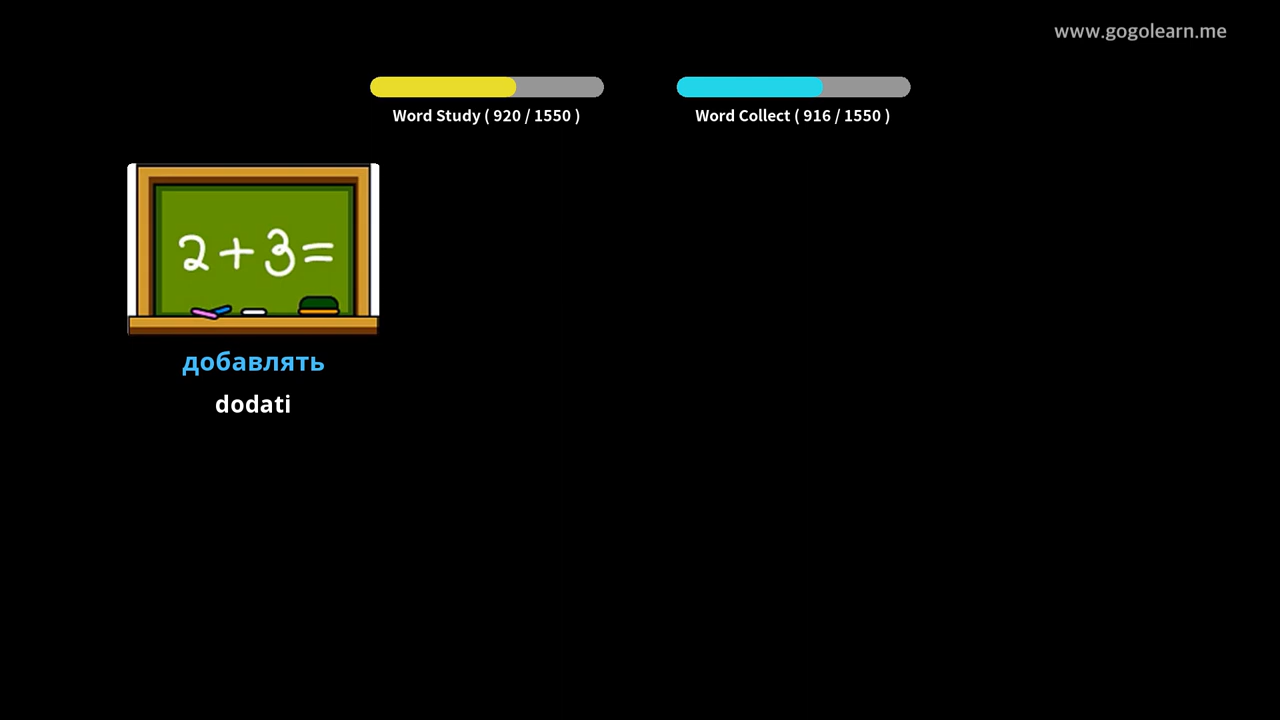 www.gogolearn.me
Word Study ( 920 / 1550 )
Word Collect ( 916 / 1550 )
2+3=
добавлять
dodati